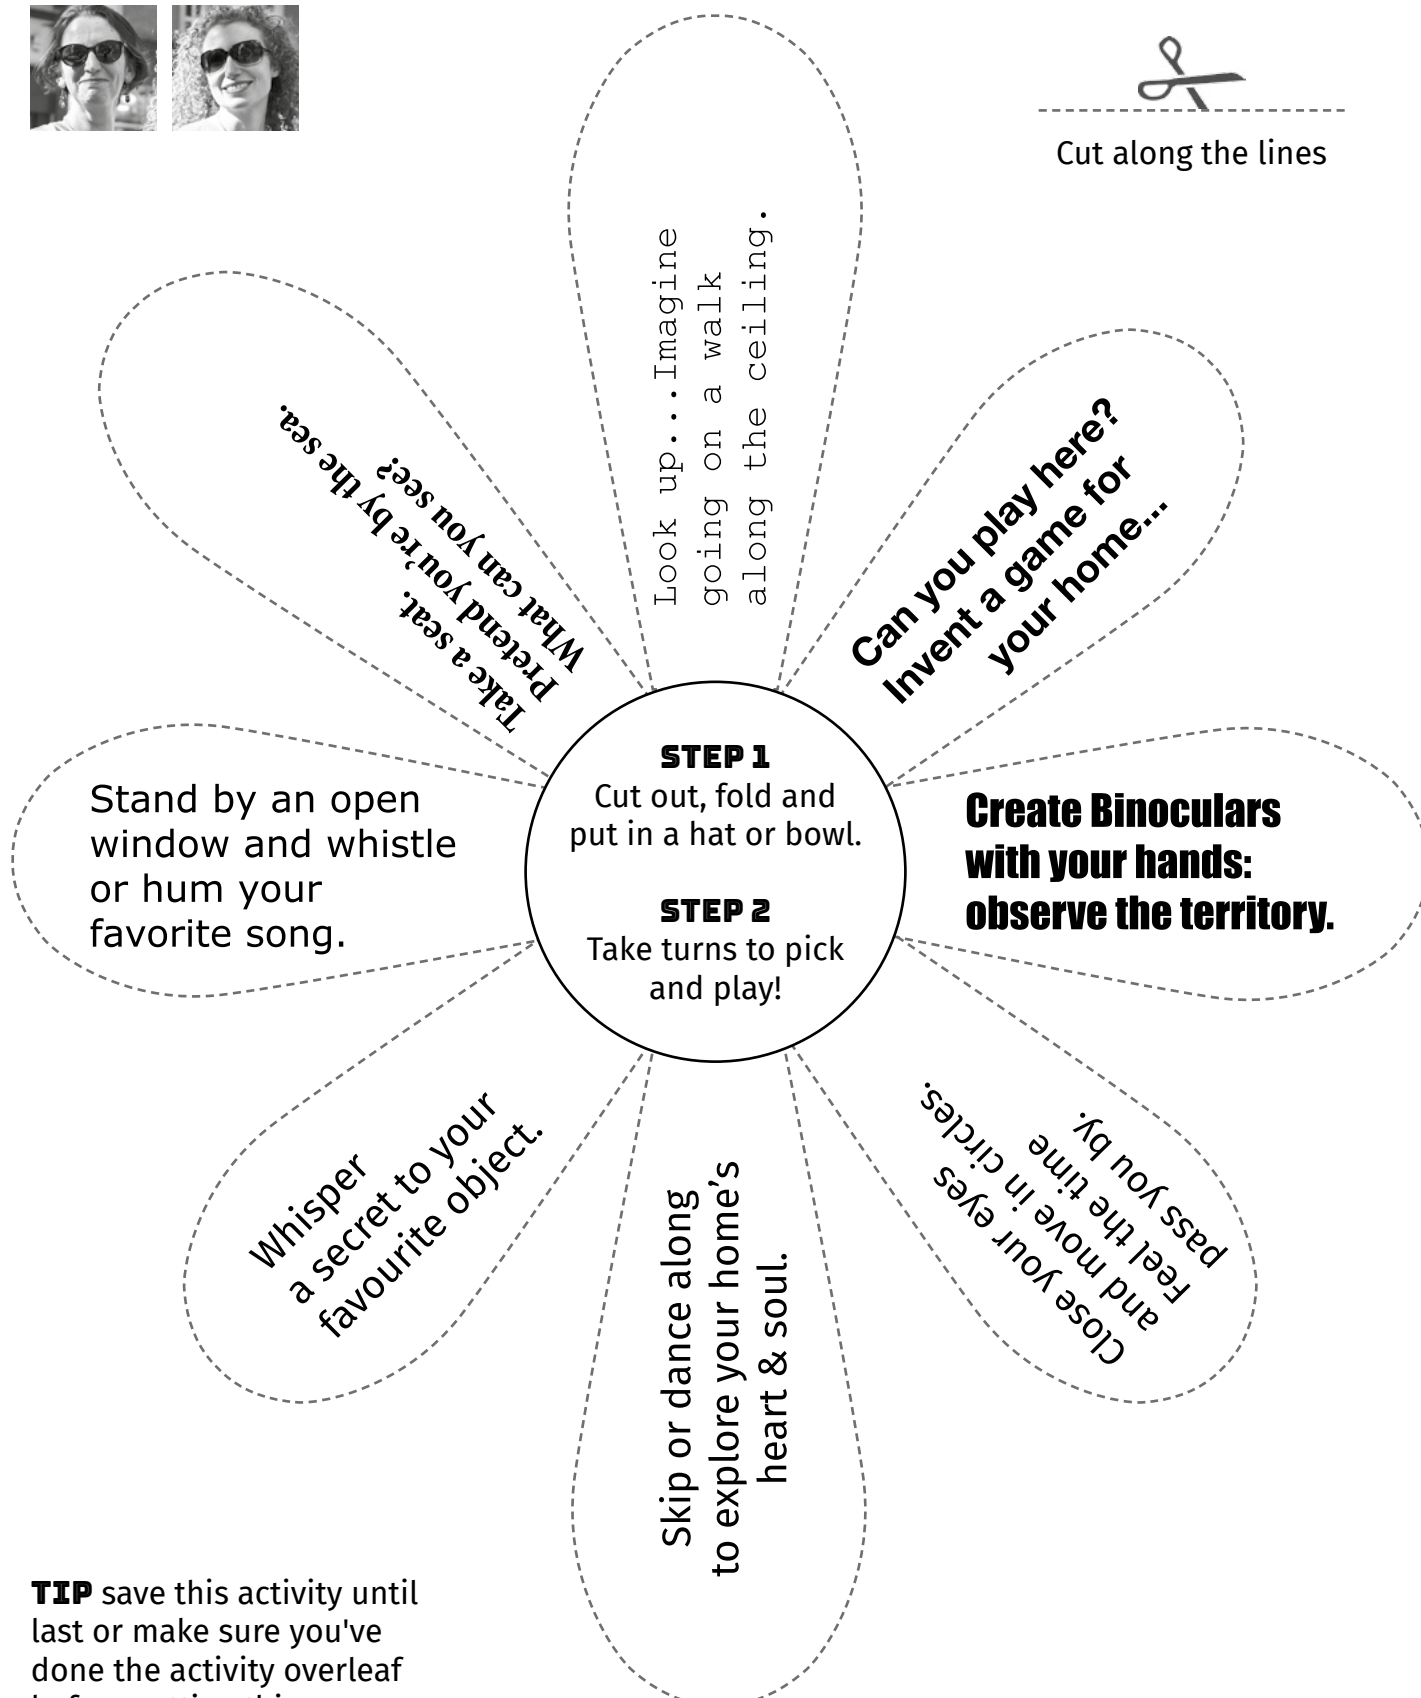 Cut along the lines
Look up...Imagine
going on a walk
along the ceiling.
Can you play here?
Invent a game for
your home...
Create Binoculars
with your hands:
observe the territory.
Close your eyes
and move in circles.
Feel the time
pass you by.
Skip or dance along
to explore your home's
heart & soul.
Whisper
a secret to your
favourite object.
Stand by an open
window and whistle
or hum your
favorite song.
Take a seat.
Pretend you're by the sea.
What can you see?
STEP 1
Cut out, fold and
put in a hat or bowl.
STEP 2
Take turns to pick
and play!
TIP save this activity until
last or make sure you've
done the activity overleaf